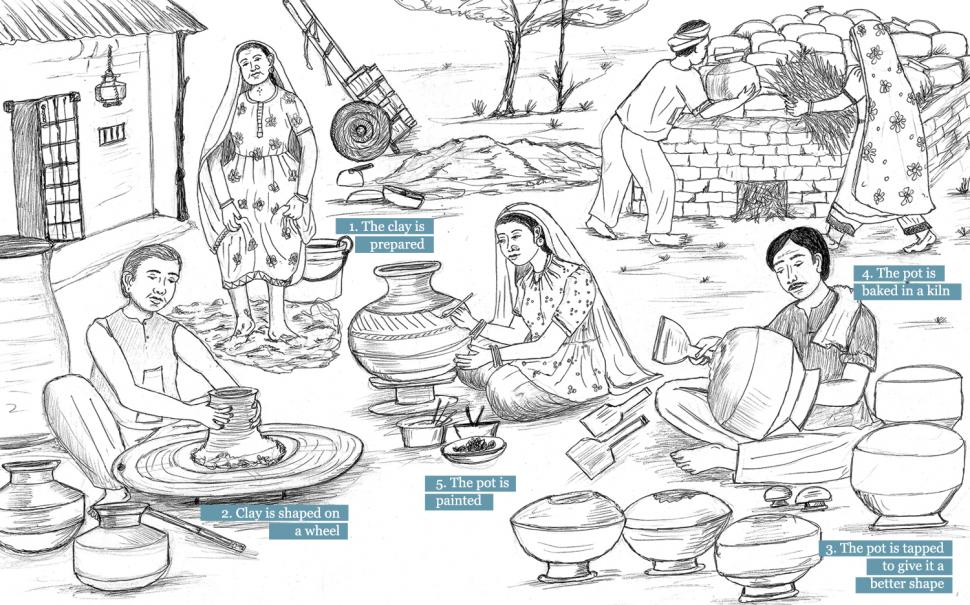 1. The clay is
prepared
2. Clay is shaped on
a wheel
3. The pot is tapped
to give it a
better shape
4. The pot is
baked in a kiln
5. The pot is
painted